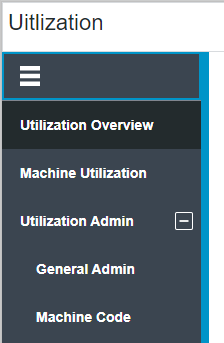 Uitlization
Utilization Overview
Machine Utilization
Utilization Admin
General Admin
Machine Code